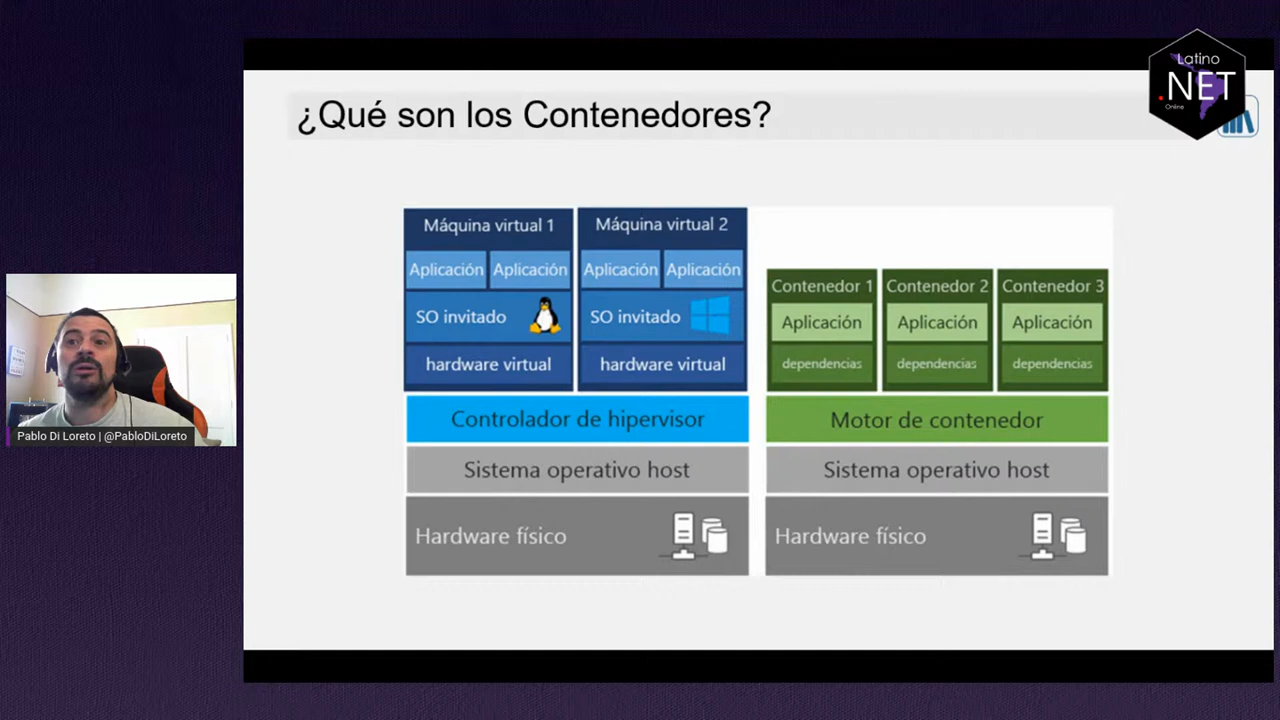 Latino
.NET
Online
¿Qué son los Contenedores?
Máquina virtual 1
Máquina virtual 2
Aplicación
Aplicación
Aplicación
Aplicación
SO invitado
SO invitado
hardware virtual
hardware virtual
Controlador de hipervisor
Sistema operativo host
Hardware físico
Contenedor 1
Contenedor 2
Contenedor 3
Aplicación
Aplicación
Aplicación
dependencias
dependencias
dependencias
Motor de contenedor
Sistema operativo host
Hardware físico
Pablo Di Loreto | @PabloDiLoreto